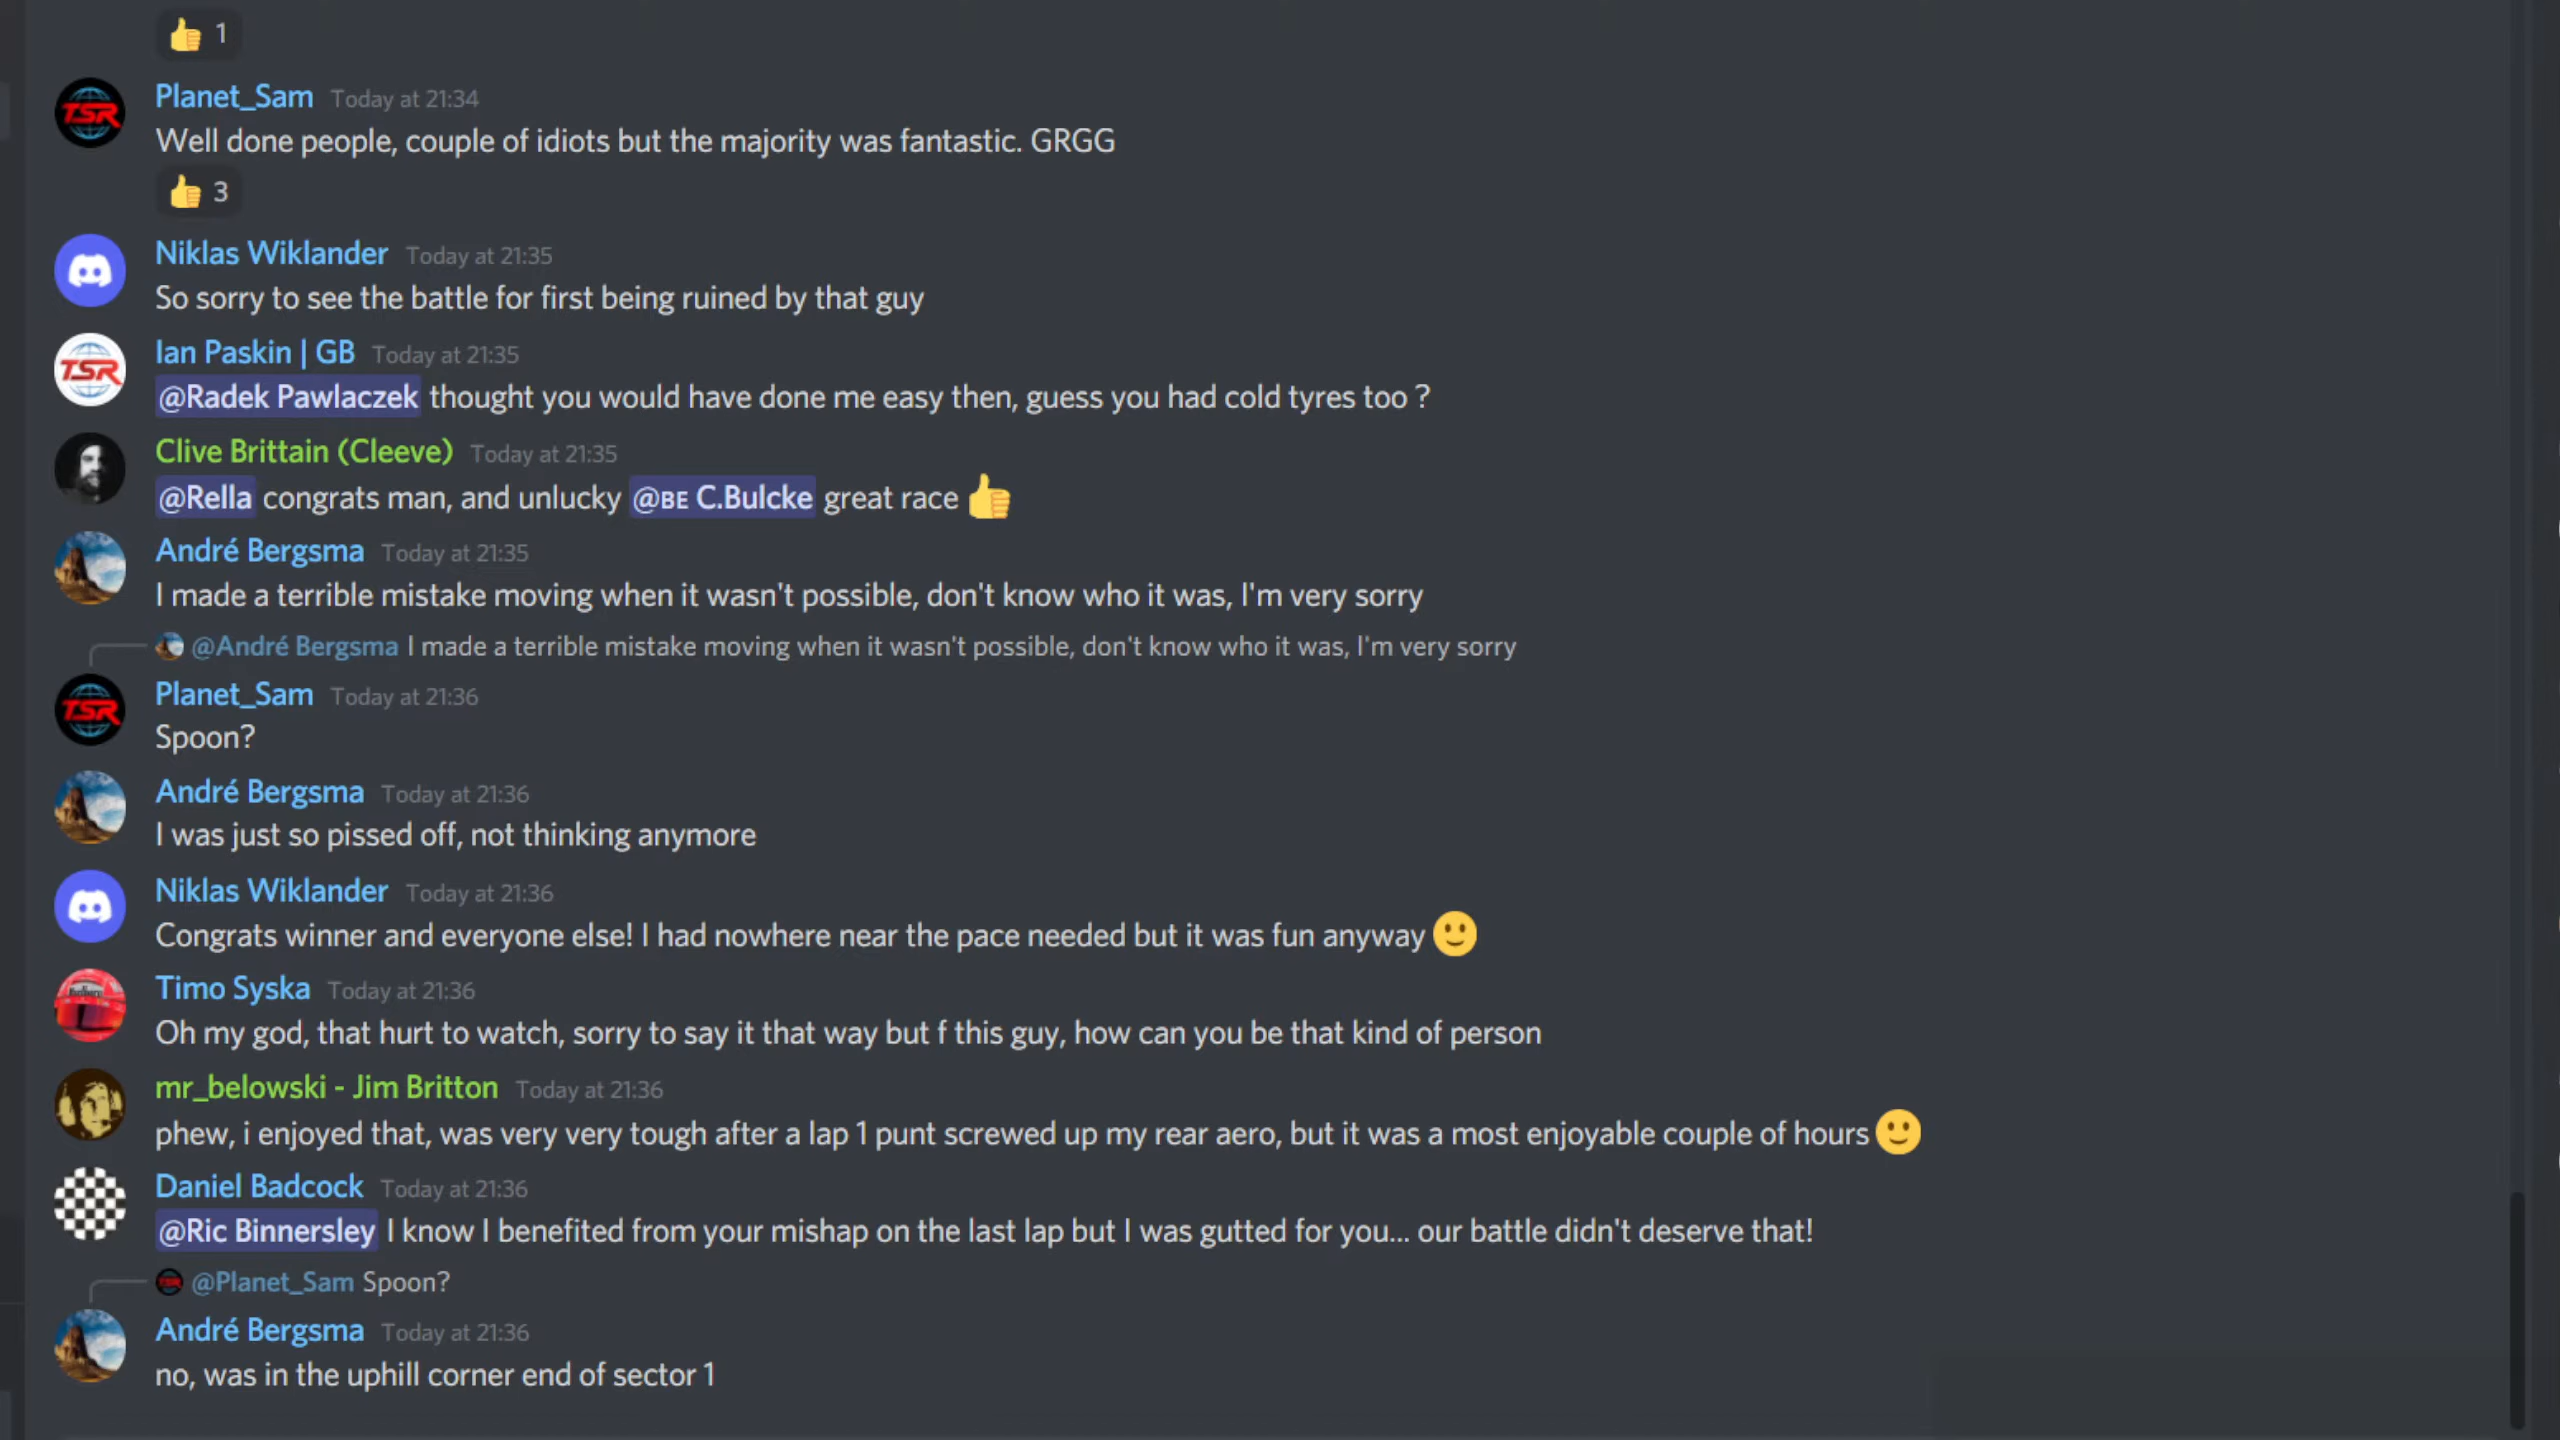 1
Planet_Sam Today at 21:34
TSR
Well done people, couple of idiots but the majority was fantastic. GRGG
3
Niklas Wiklander Today at 21:35
So sorry to see the battle for first being ruined by that guy
Ian Paskin | GB Today at 21:35
TSR
@Radek Pawlaczek thought you would have done me easy then, guess you had cold tyres too ?
Clive Brittain (Cleeve) Today at 21:35
@Rella congrats man, and unlucky @BE C.Bulcke great race 👍
André Bergsma Today at 21:35
I made a terrible mistake moving when it wasn't possible, don't know who it was, I'm very sorry
@André Bergsma I made a terrible mistake moving when it wasn't possible, don't know who it was, I'm very sorry
Planet_Sam Today at 21:36
TSR
Spoon?
André Bergsma Today at 21:36
I was just so pissed off, not thinking anymore
Niklas Wiklander Today at 21:36
Congrats winner and everyone else! I had nowhere near the pace needed but it was fun anyway 🙂
Timo Syska Today at 21:36
Oh my god, that hurt to watch, sorry to say it that way but f this guy, how can you be that kind of person
mr_belowski - Jim Britton Today at 21:36
phew, i enjoyed that, was very very tough after a lap 1 punt screwed up my rear aero, but it was a most enjoyable couple of hours 🙂
Daniel Badcock Today at 21:36
@Ric Binnersley I know I benefited from your mishap on the last lap but I was gutted for you... our battle didn't deserve that!
@Planet_Sam Spoon?
André Bergsma Today at 21:36
no, was in the uphill corner end of sector 1